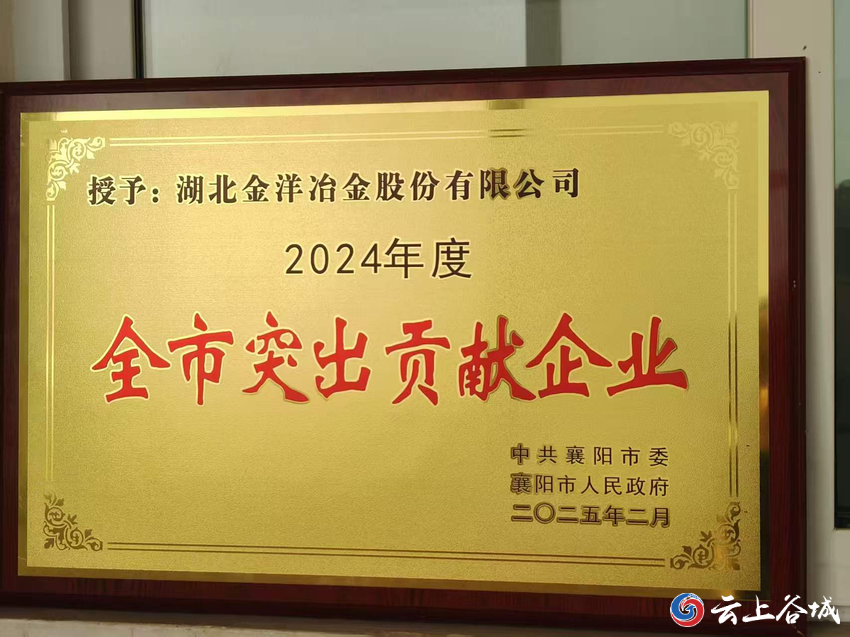 授予：湖北金洋冶金股份有限公司
2024年度
全市突出贡献企业
中共襄阳市委
襄阳市人民政府
二〇二五年二月
云上谷城